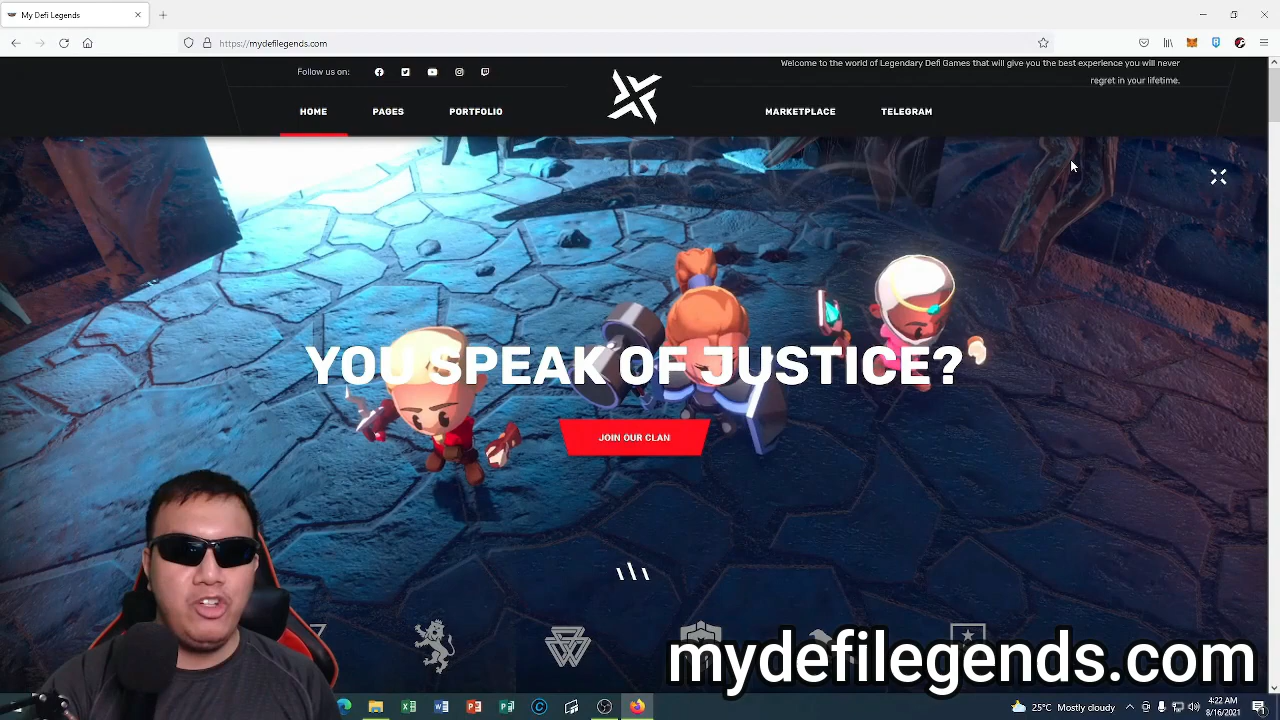 My Defi Legends
https://mydefilegends.com
Follow us on:
Welcome to the world of Legendary Defi Games that will give you the best experience you will never
regret in your lifetime.
HOME
PAGES
PORTFOLIO
MARKETPLACE
TELEGRAM
YOU SPEAK OF JUSTICE?
JOIN OUR CLAN
mydefilegends.com
25°C Mostly cloudy
4:22 AM
8/16/2021